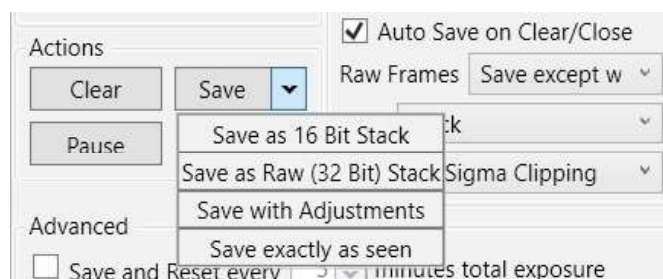 Actions
Clear
Save
Pause
Auto Save on Clear/Close
Raw Frames
Save except w
Save as 16 Bit Stack
Save as Raw (32 Bit) Stack
Save with Adjustments
Save exactly as seen
Sigma Clipping
Advanced
Save and Reset every
minutes total exposure